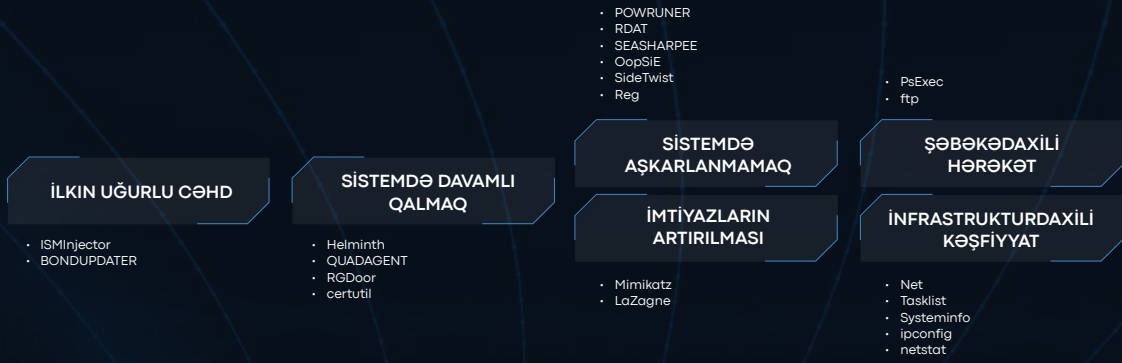 İLKIN UĞURLU CƏHD
• ISMInjector
• BONDUPDATER
SİSTEMDƏ DAVAMLI
QALMAQ
• Helminth
• QUADAGENT
• RGDoor
• certutil
• POWRUNER
• RDAT
• SEASHARPEE
• OopSiE
• SideTwist
• Reg
SİSTEMDƏ
AŞKARLANMAMAQ
İMTİYAZLARIN
ARTIRILMASI
• Mimikatz
• LaZagne
• PsExec
• ftp
ŞƏBƏKƏDAXİLİ
HƏRƏKƏT
İNFRASTRUKTURDAXİLİ
KƏŞFİYYAT
• Net
• Tasklist
• Systeminfo
• ipconfig
• netstat